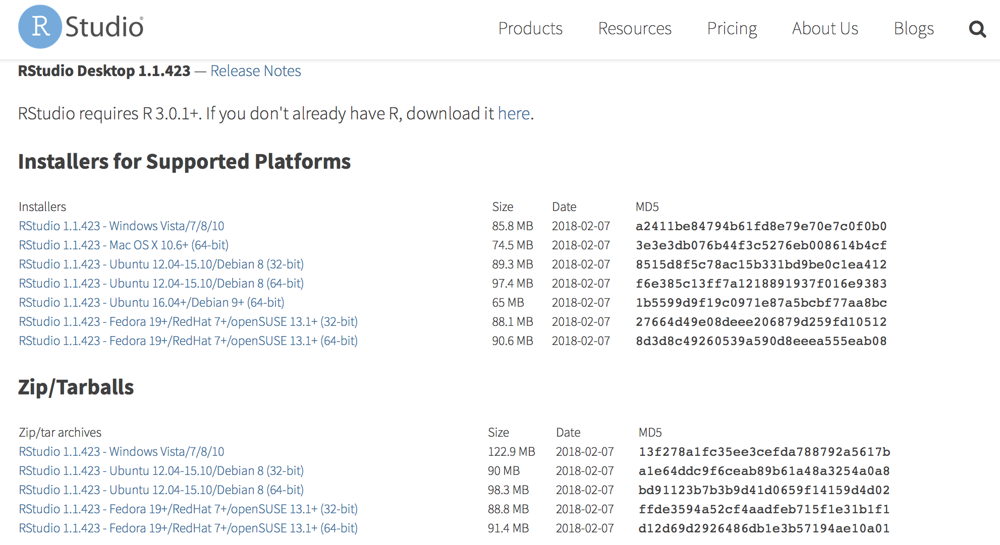 R Studio®
Products Resources Pricing About Us Blogs
RStudio Desktop 1.1.423 — Release Notes
RStudio requires R 3.0.1+. If you don't already have R, download it here.
Installers for Supported Platforms
Installers Size Date MD5
RStudio 1.1.423 - Windows Vista/7/8/10 85.8 MB 2018-02-07 a2411be84794b61fd8e79e70e7c0f0b0
RStudio 1.1.423 - Mac OS X 10.6+ (64-bit) 74.5 MB 2018-02-07 3e3e3db076b44f3c5276eb008614b4cf
RStudio 1.1.423 - Ubuntu 12.04-15.10/Debian 8 (32-bit) 89.3 MB 2018-02-07 8515d8f5c78ac15b331bd9be0c1ea412
RStudio 1.1.423 - Ubuntu 12.04-15.10/Debian 8 (64-bit) 97.4 MB 2018-02-07 f6e385c13ff7a1218891937f016e9383
RStudio 1.1.423 - Ubuntu 16.04+/Debian 9+ (64-bit) 65 MB 2018-02-07 1b5599d9f19c0971e87a5bcbf77aa8bc
RStudio 1.1.423 - Fedora 19+/RedHat 7+/openSUSE 13.1+ (32-bit) 88.1 MB 2018-02-07 27664d49e08deee206879d259fd10512
RStudio 1.1.423 - Fedora 19+/RedHat 7+/openSUSE 13.1+ (64-bit) 90.6 MB 2018-02-07 8d3d8c49260539a590d8eeea555eab08
Zip/Tarballs
Zip/tar archives Size Date MD5
RStudio 1.1.423 - Windows Vista/7/8/10 122.9 MB 2018-02-07 13f278a1fc35ee3cefda788792a5617b
RStudio 1.1.423 - Ubuntu 12.04-15.10/Debian 8 (32-bit) 90 MB 2018-02-07 a1e64ddc9f6ceab89b61a48a3254a0a8
RStudio 1.1.423 - Ubuntu 12.04-15.10/Debian 8 (64-bit) 98.3 MB 2018-02-07 bd91123b7b3b9d41d0659f14159d4d02
RStudio 1.1.423 - Fedora 19+/RedHat 7+/openSUSE 13.1+ (32-bit) 88.8 MB 2018-02-07 ffde3594a52cf4aadfeb715f1e31b1f1
RStudio 1.1.423 - Fedora 19+/RedHat 7+/openSUSE 13.1+ (64-bit) 91.4 MB 2018-02-07 d12d69d2926486db1e3b57194ae10a01